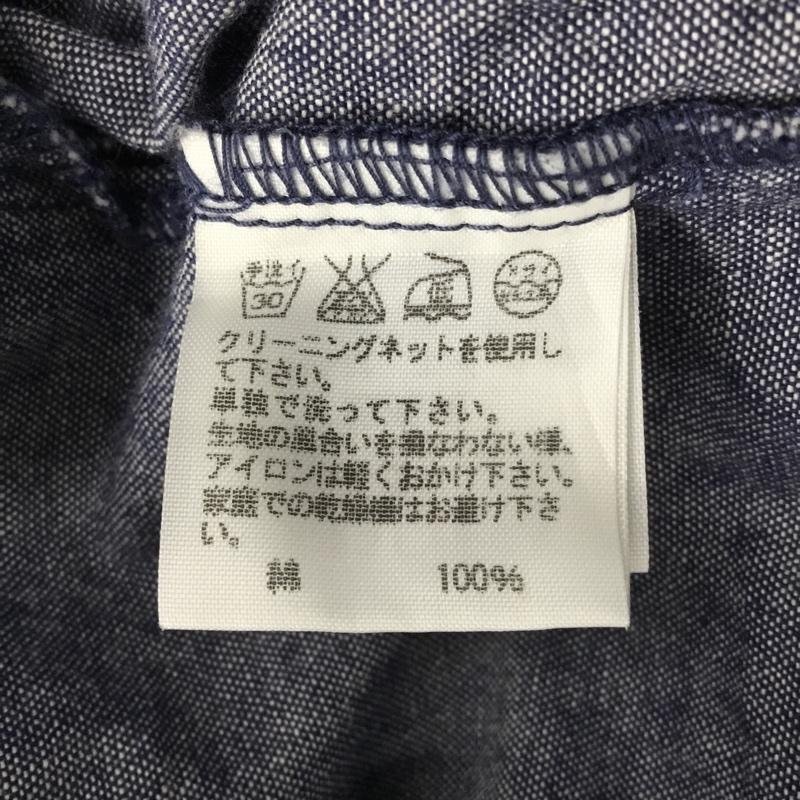 手洗イ
30
ドライ
クリーニングネットを使用し
て下さい。
単独で洗って下さい。
生地の風合いを損なわない様、
アイロンは軽くおかけ下さい。
家庭での乾燥機はお避け下さ
い。
綿 100%